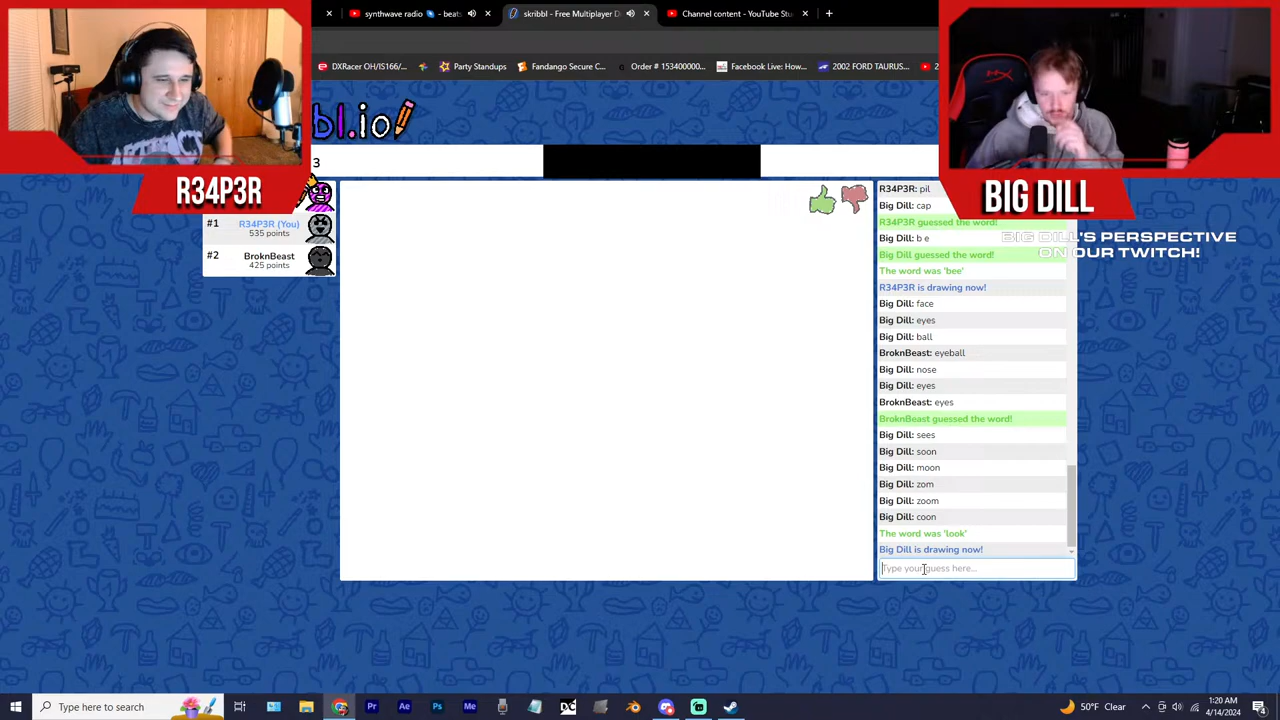 synthwave radio - beats
skribbl - Free Multiplayer D
Channel content - YouTube Stu
DXRacer OH/IS166/...
Party Standups
Fandango Secure C...
Order # 153400000...
Facebook | How...
2002 FORD TAURUS...
bl.io
3
R34P3R
BIG DILL
BIG DILL'S PERSPECTIVE
ON OUR TWITCH!
#1
R34P3R (You)
535 points
#2
BroknBeast
425 points
R34P3R: pil
Big Dill: cap
R34P3R guessed the word!
Big Dill: b e
Big Dill guessed the word!
The word was 'bee'
R34P3R is drawing now!
Big Dill: face
Big Dill: eyes
Big Dill: ball
BroknBeast: eyeball
Big Dill: nose
Big Dill: eyes
BroknBeast: eyes
BroknBeast guessed the word!
Big Dill: sees
Big Dill: soon
Big Dill: moon
Big Dill: zom
Big Dill: zoom
Big Dill: coon
The word was 'look'
Big Dill is drawing now!
Type your guess here...
Type here to search
50°F Clear
1:20 AM
4/14/2024